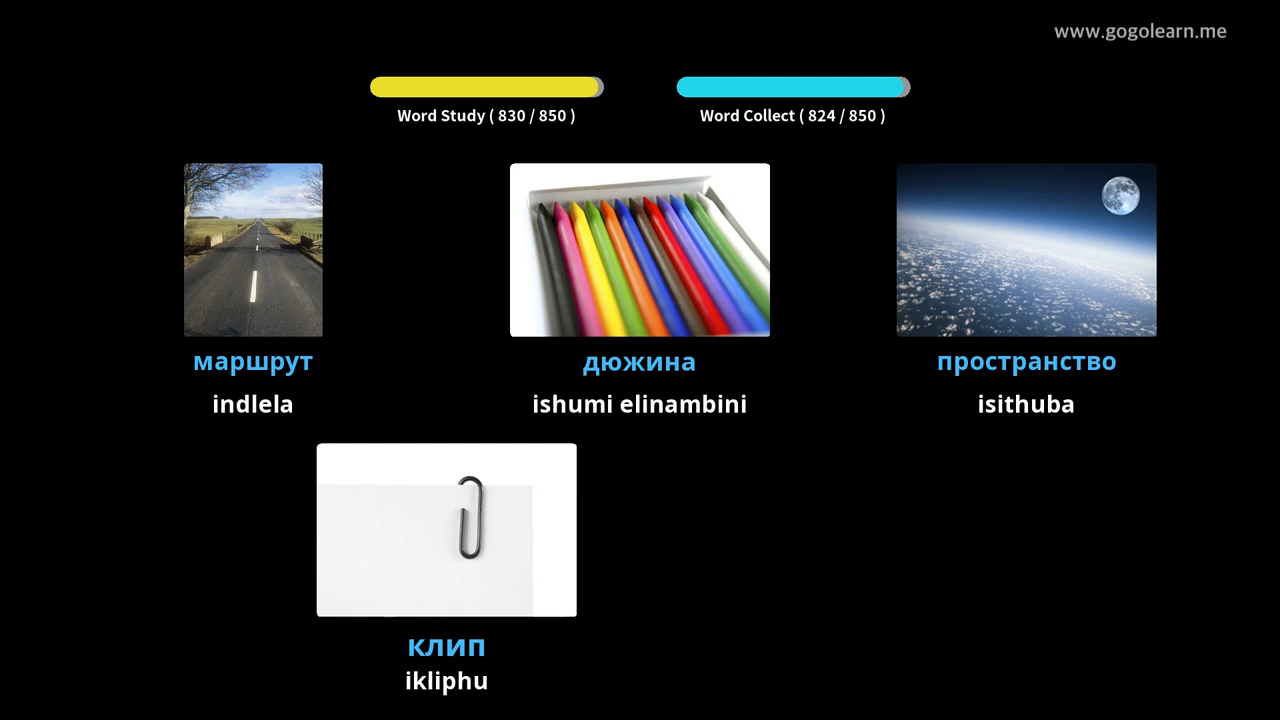 www.gogolearn.me
Word Study ( 830 / 850 )
Word Collect ( 824 / 850 )
маршрут
дюжина
пространство
indlela
ishumi elinambini
isithuba
клип
ikliphu